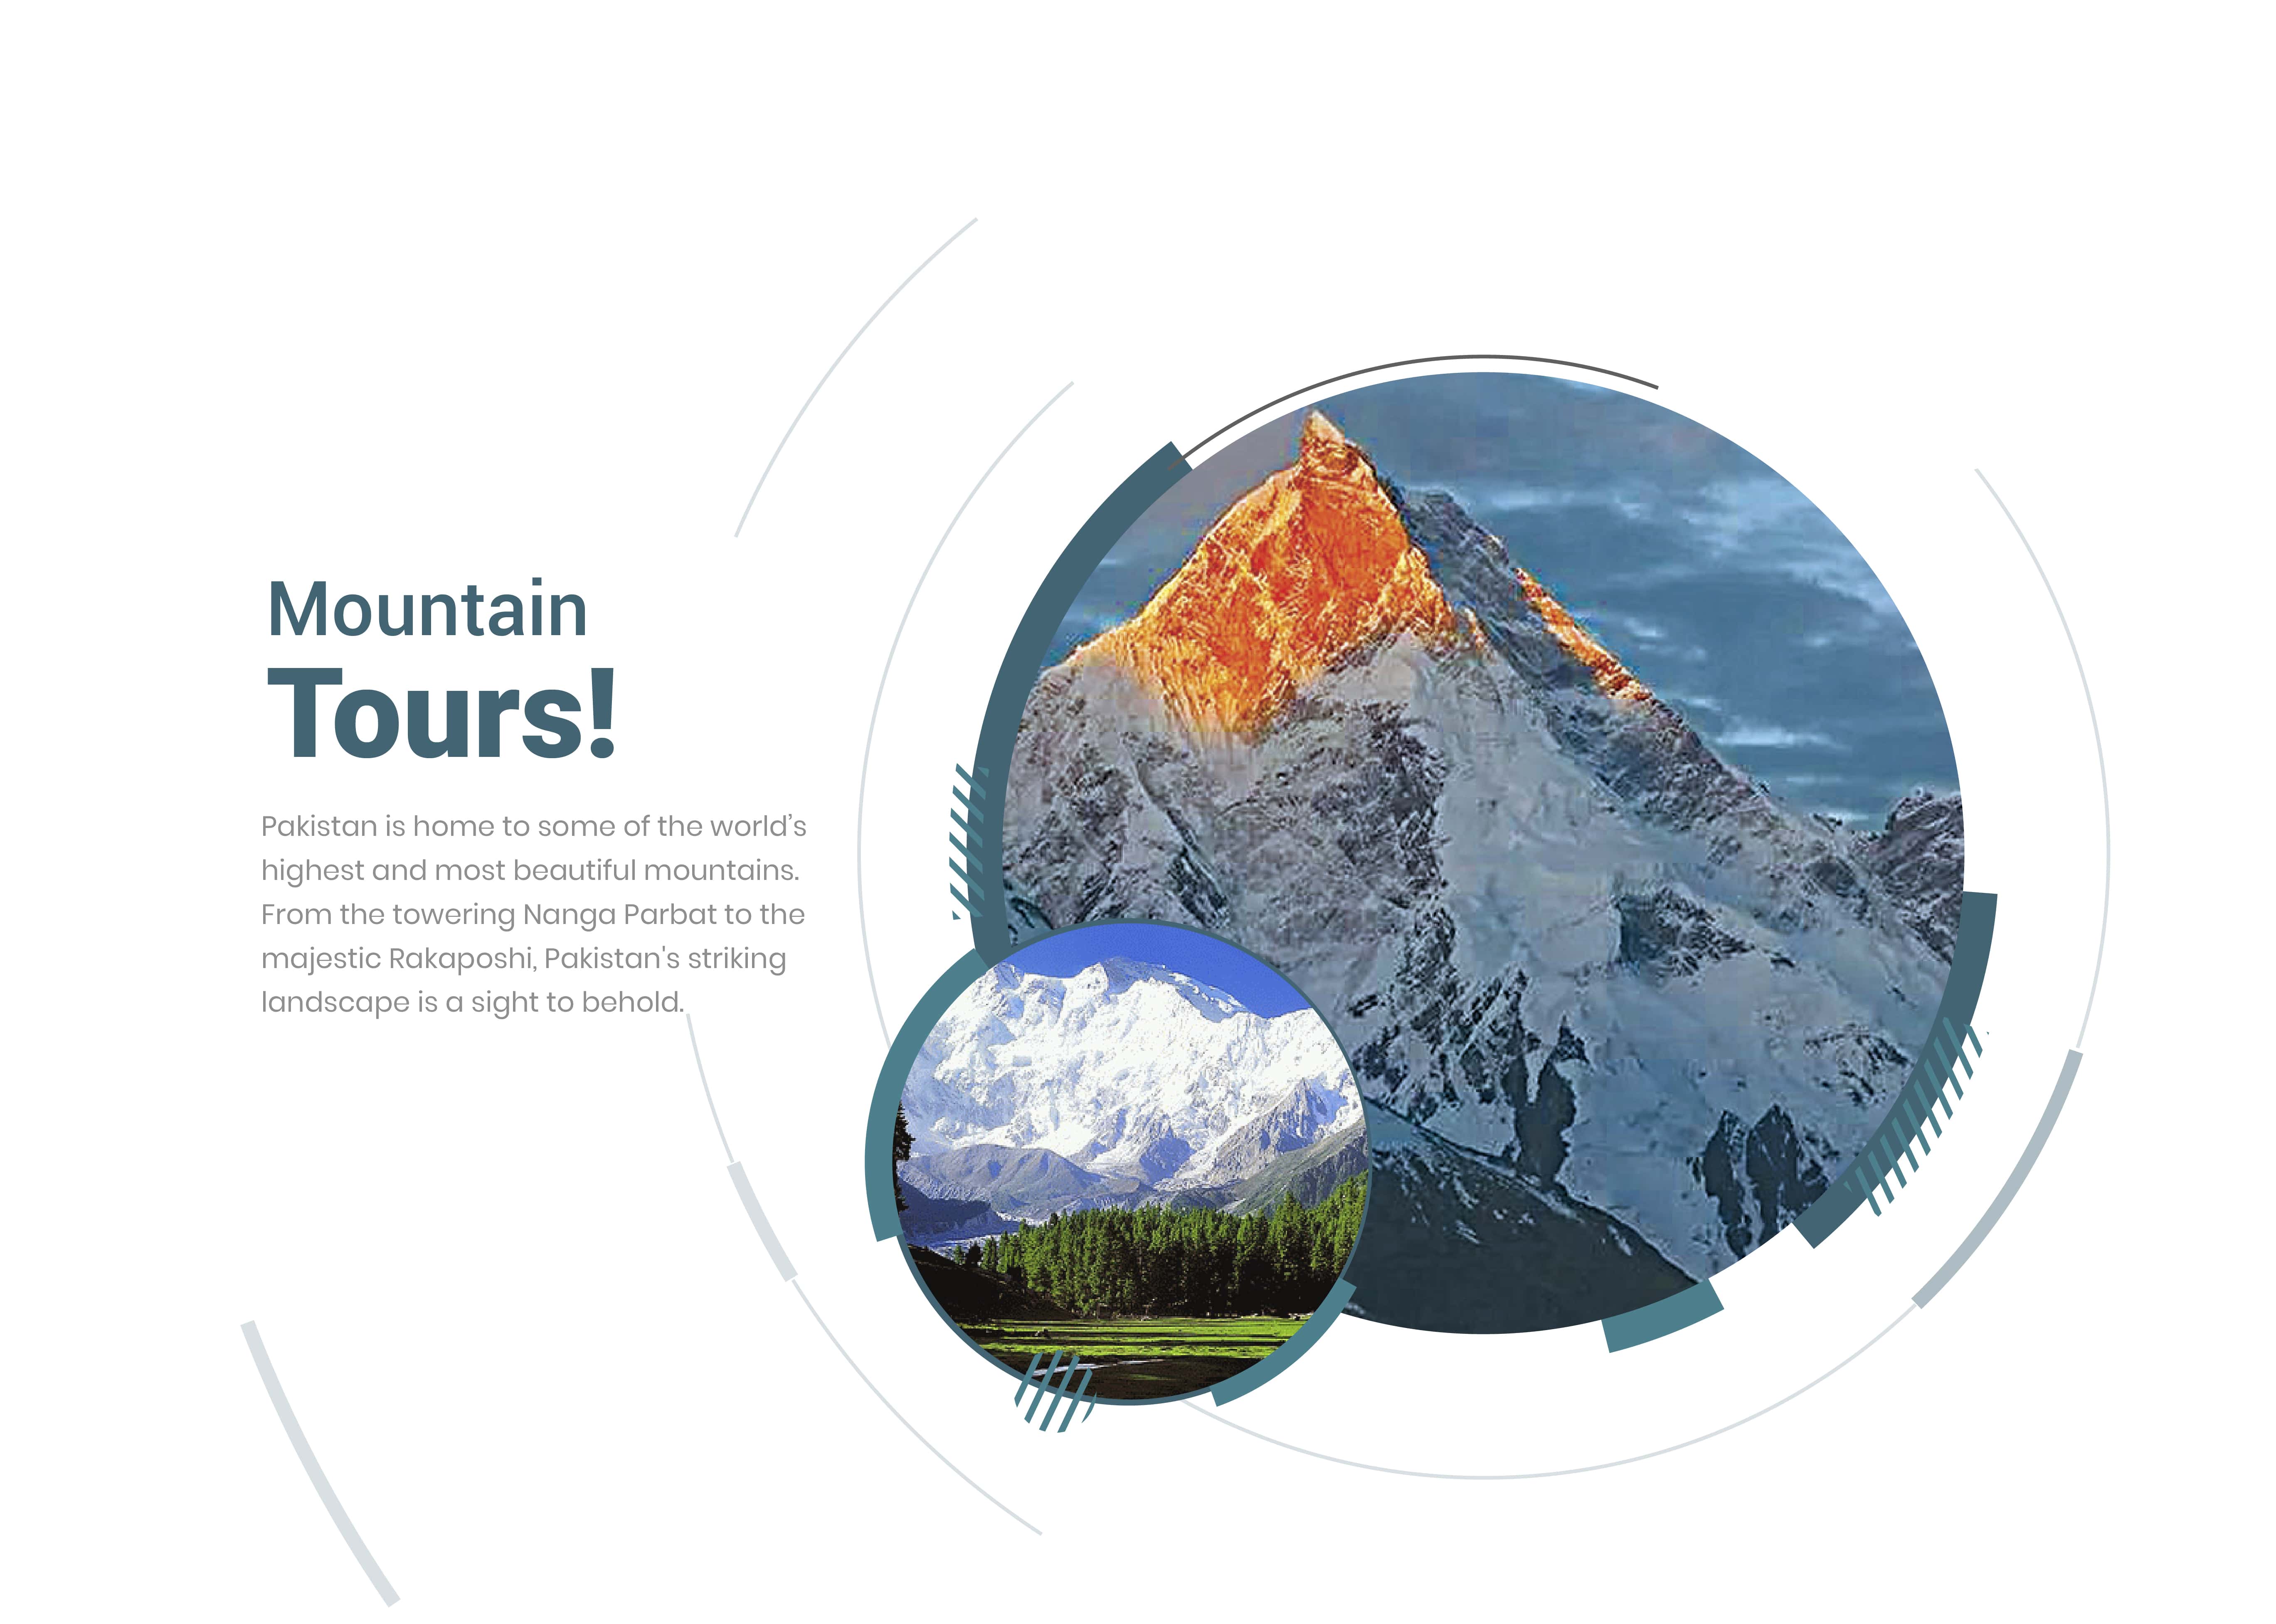 Mountain
Tours!
Pakistan is home to some of the world’s
highest and most beautiful mountains.
From the towering Nanga Parbat to the
majestic Rakaposhi, Pakistan's striking
landscape is a sight to behold.